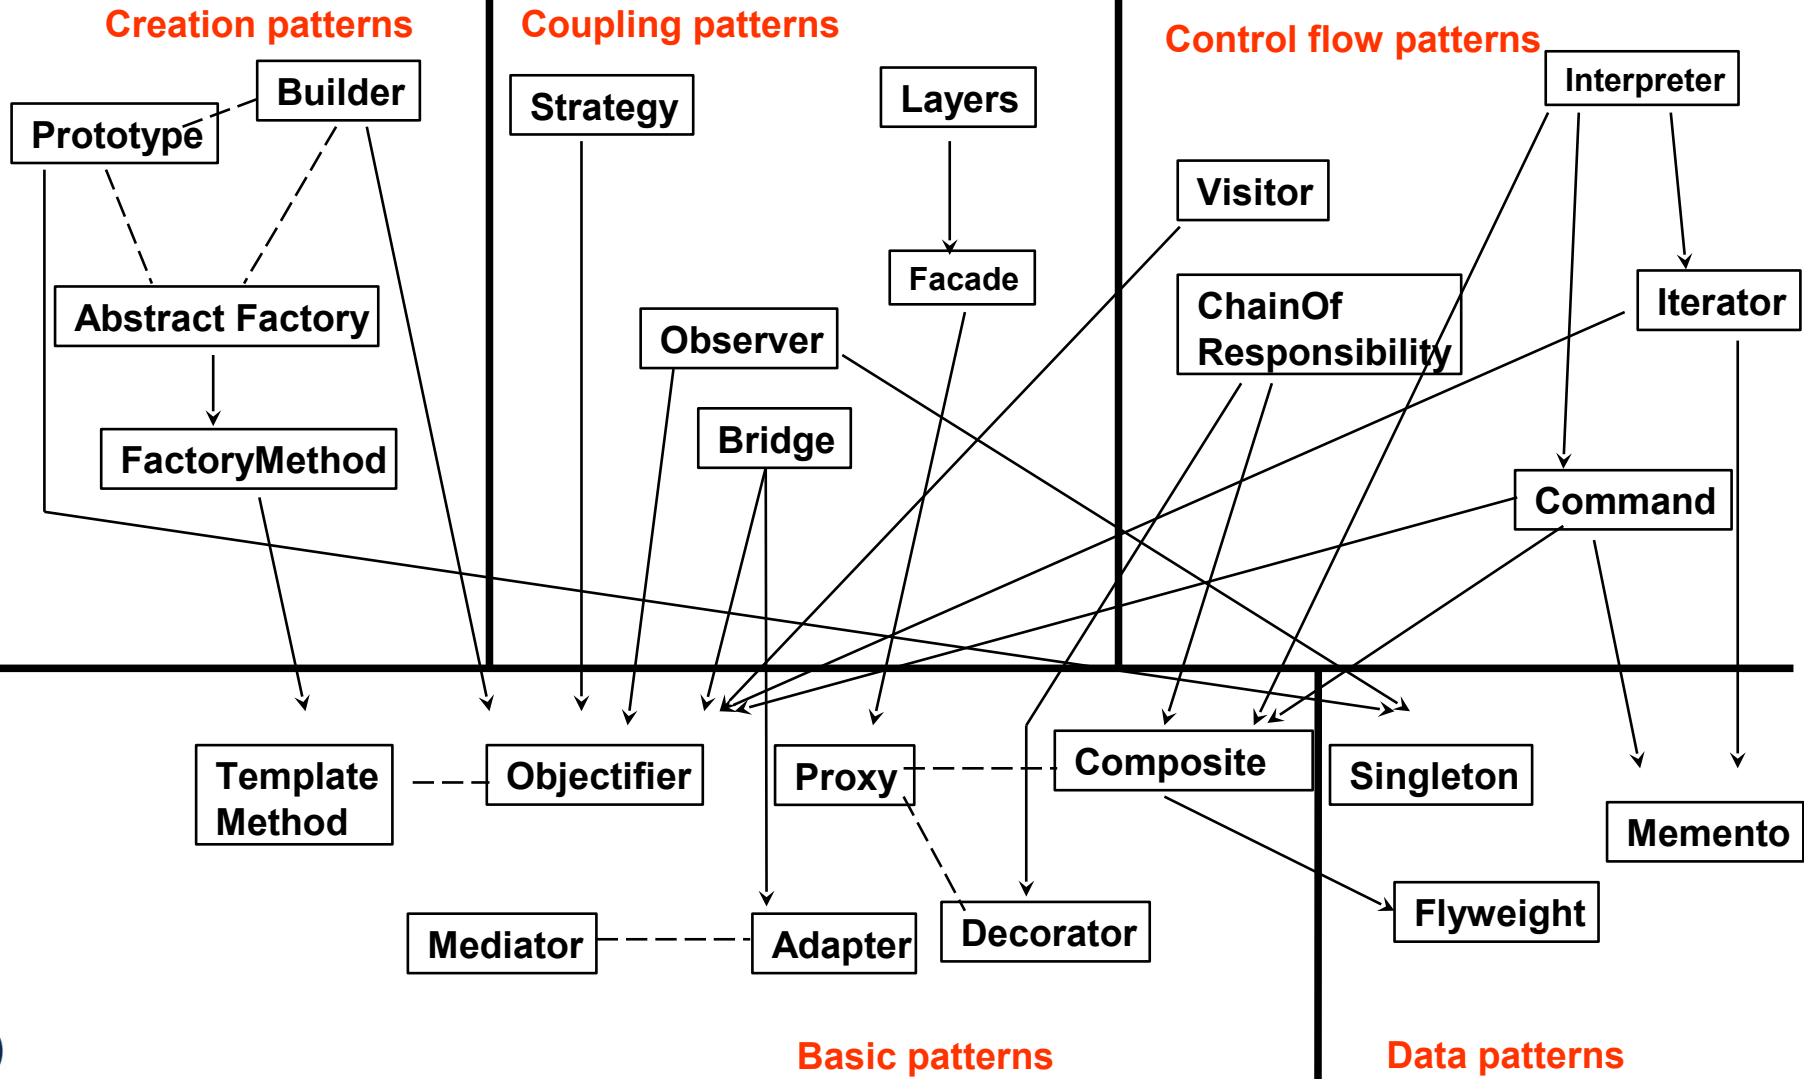 Creation patterns
Coupling patterns
Control flow patterns
Builder
Prototype
Abstract Factory
FactoryMethod
Strategy
Layers
Facade
Observer
Bridge
Interpreter
Visitor
ChainOf
Responsibility
Iterator
Command
Template
Method
Objectifier
Proxy
Composite
Mediator
Adapter
Decorator
Singleton
Memento
Flyweight
Basic patterns
Data patterns